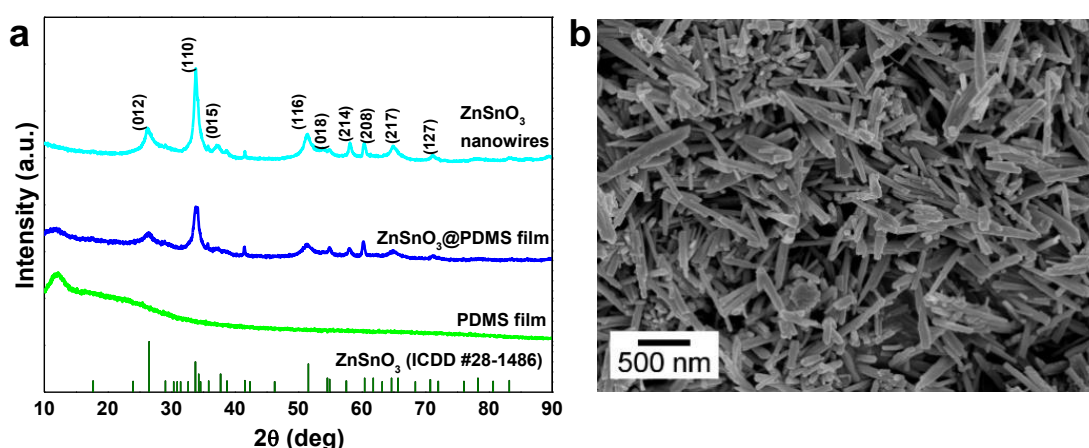 a
b
Intensity (a.u.)
(012)
(110)
(015)
(116)
(018)
(214)
(208)
(217)
(127)
ZnSnO₃
nanowires
ZnSnO₃@PDMS film
PDMS film
ZnSnO₃ (ICDD #28-1486)
10 20 30 40 50 60 70 80 90
2θ (deg)
500 nm